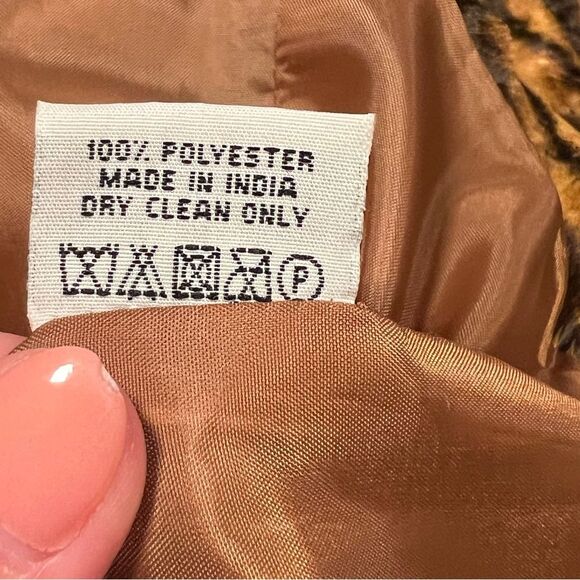 100% POLYESTER
MADE IN INDIA
DRY CLEAN ONLY
P